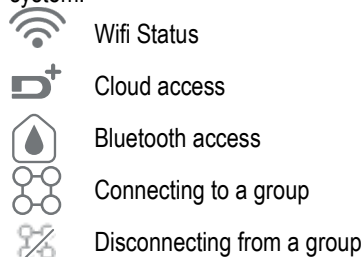 system.
Wifi Status
Cloud access
Bluetooth access
Connecting to a group
Disconnecting from a group